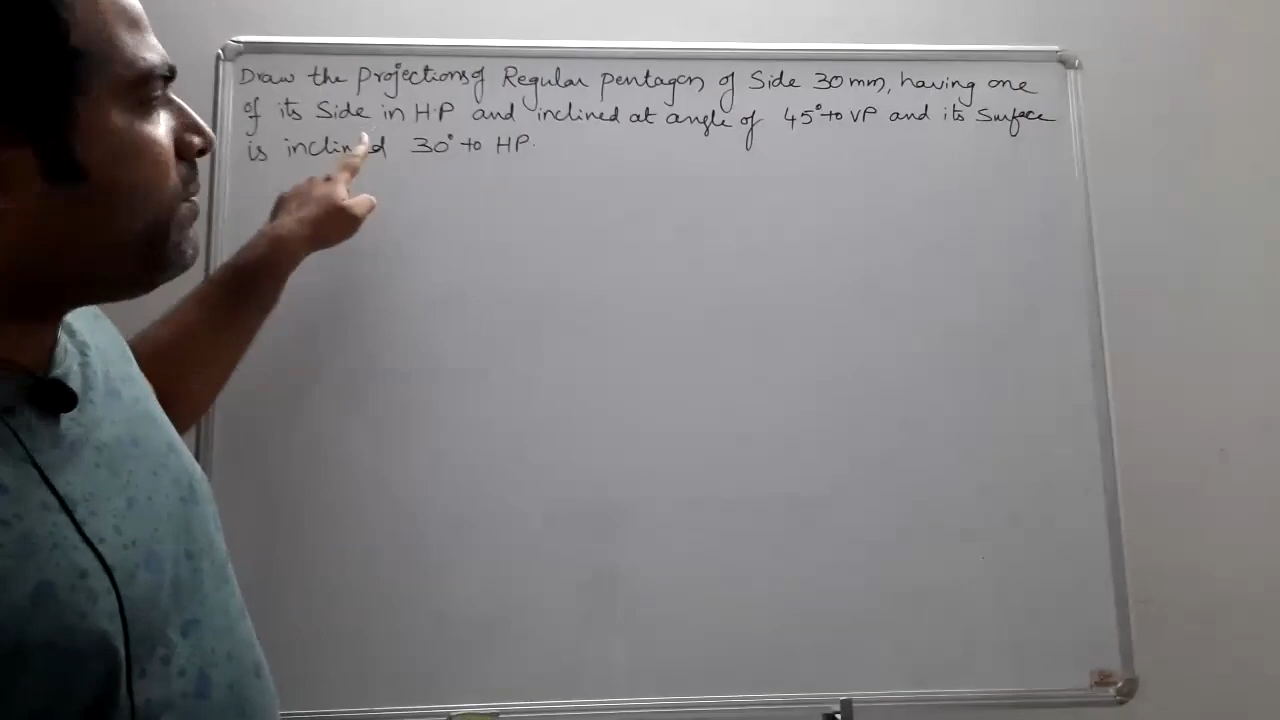 Draw the Projections of Regular pentagon of Side 30 mm, having one
of its Side in H.P and inclined at angle of 45° to VP and its Surface
is inclined 30° to HP.